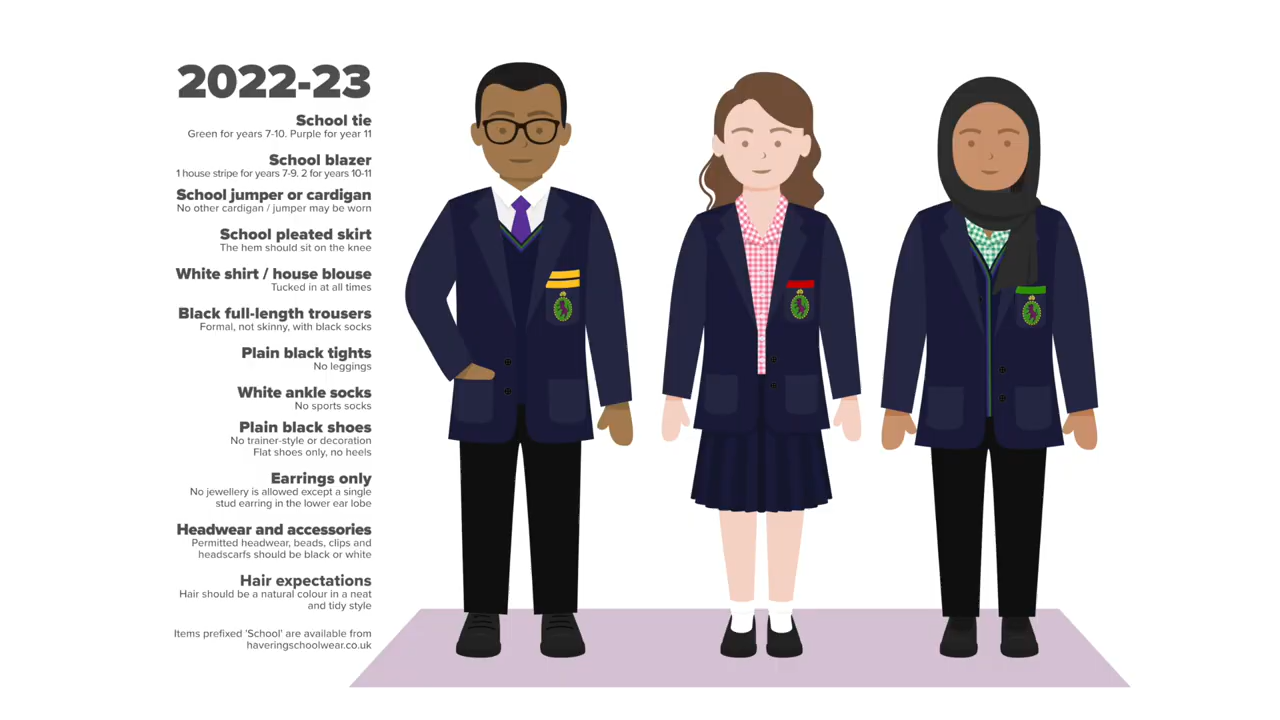 2022-23
School tie
Green for years 7-10. Purple for year 11
School blazer
1 house stripe for years 7-9. 2 for years 10-11
School jumper or cardigan
No other cardigan / jumper may be worn
School pleated skirt
The hem should sit on the knee
White shirt / house blouse
Tucked in at all times
Black full-length trousers
Formal, not skinny, with black socks
Plain black tights
No leggings
White ankle socks
No sports socks
Plain black shoes
No trainer-style or decoration
Flat shoes only, no heels
Earrings only
No jewellery is allowed except a single
stud earring in the lower ear lobe
Headwear and accessories
Permitted headwear, beads, clips and
headscarfs should be black or white
Hair expectations
Hair should be a natural colour in a neat
and tidy style
Items prefixed 'School' are available from
haveringschoolwear.co.uk